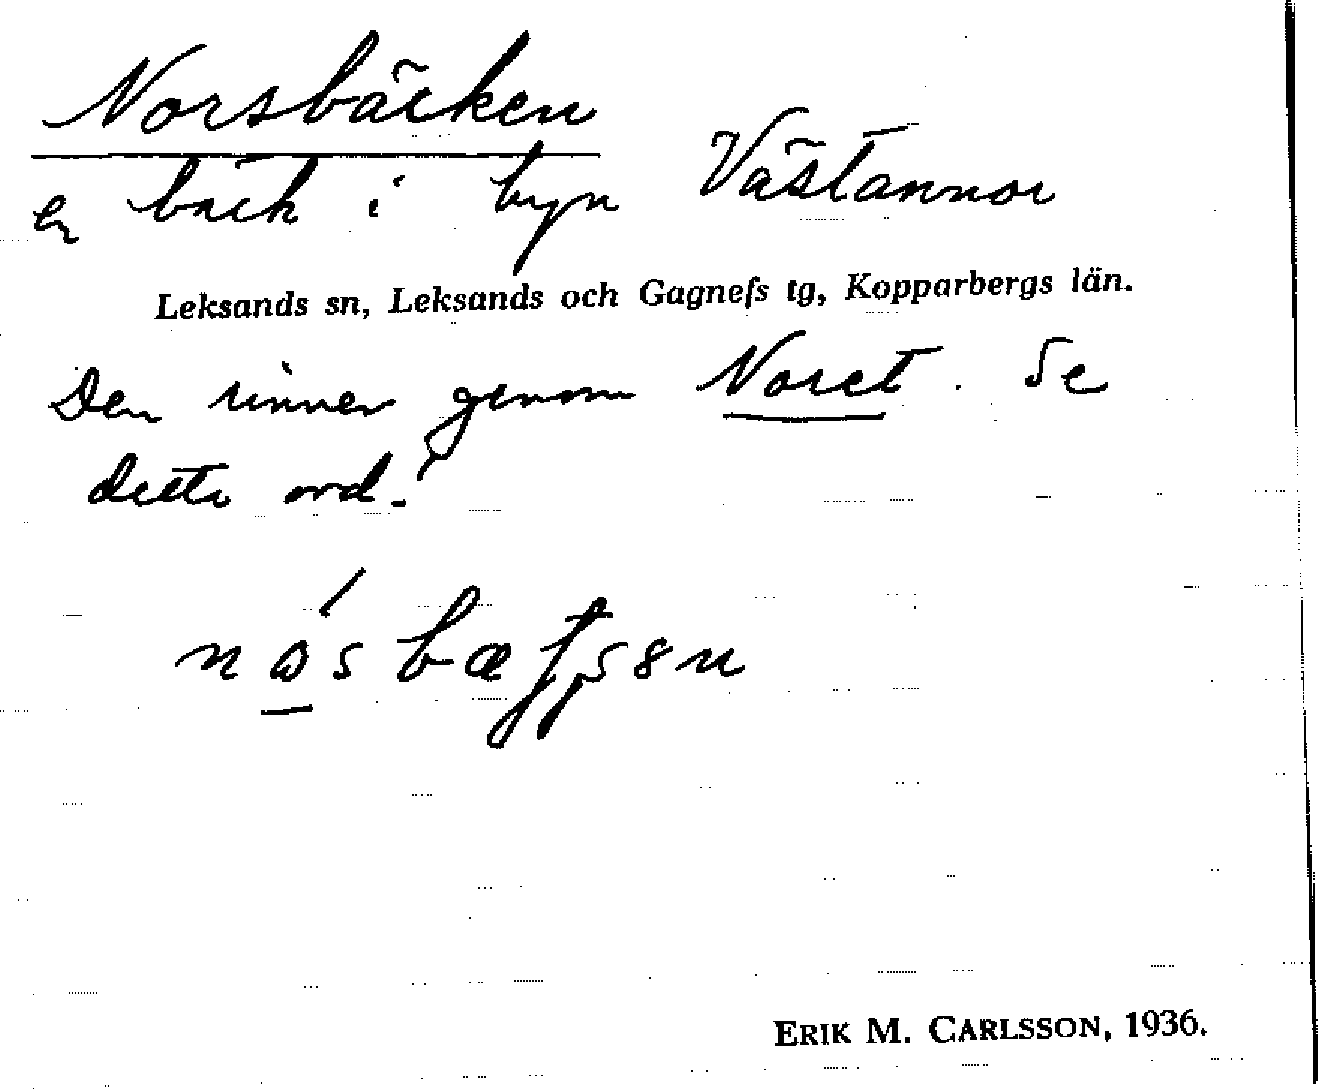 Norsbäcken
en bäck i byn Västannor
Leksands sn, Leksands och Gagnefs tg, Kopparbergs län.
Den rinner genom Noret. Se
detta ord.
ERIK M. CARLSSON, 1936.